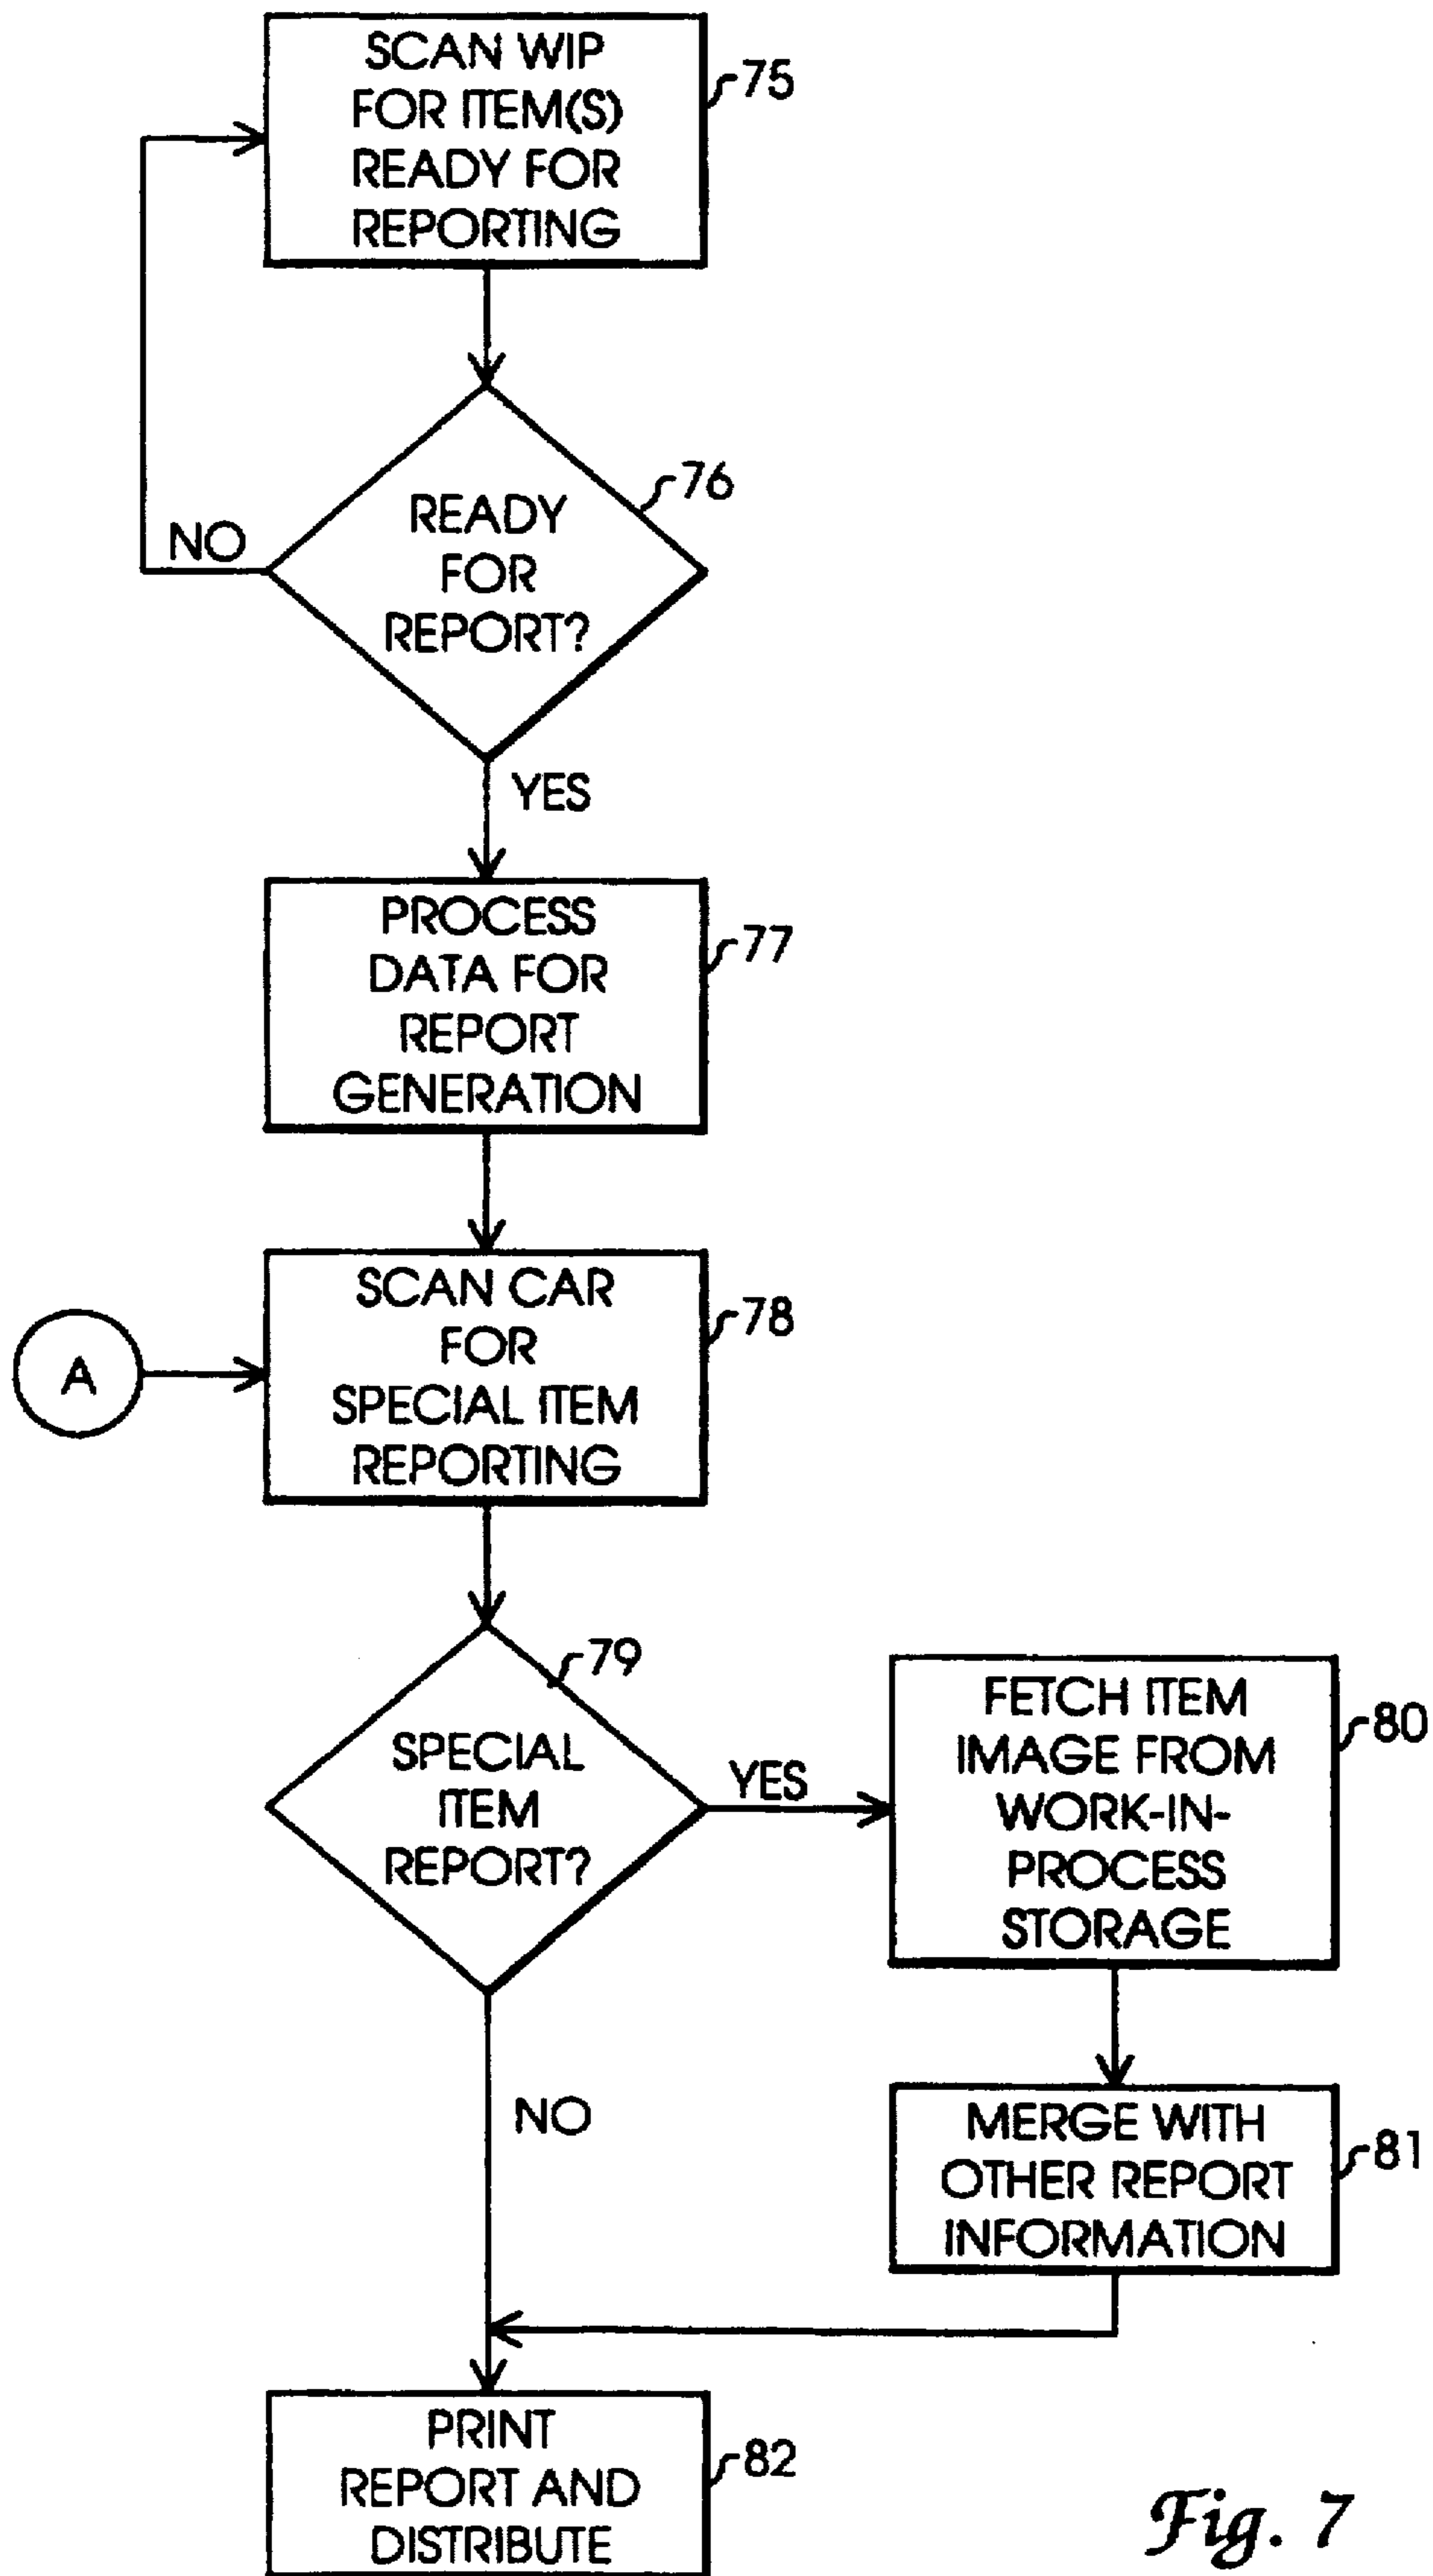 SCAN WIP
FOR ITEM(S)
READY FOR
REPORTING
75
READY
FOR
REPORT?
76
NO
YES
PROCESS
DATA FOR
REPORT
GENERATION
77
SCAN CAR
FOR
SPECIAL ITEM
REPORTING
78
A
SPECIAL
ITEM
REPORT?
79
YES
FETCH ITEM
IMAGE FROM
WORK-IN-
PROCESS
STORAGE
80
NO
MERGE WITH
OTHER REPORT
INFORMATION
81
PRINT
REPORT AND
DISTRIBUTE
82
Fig. 7